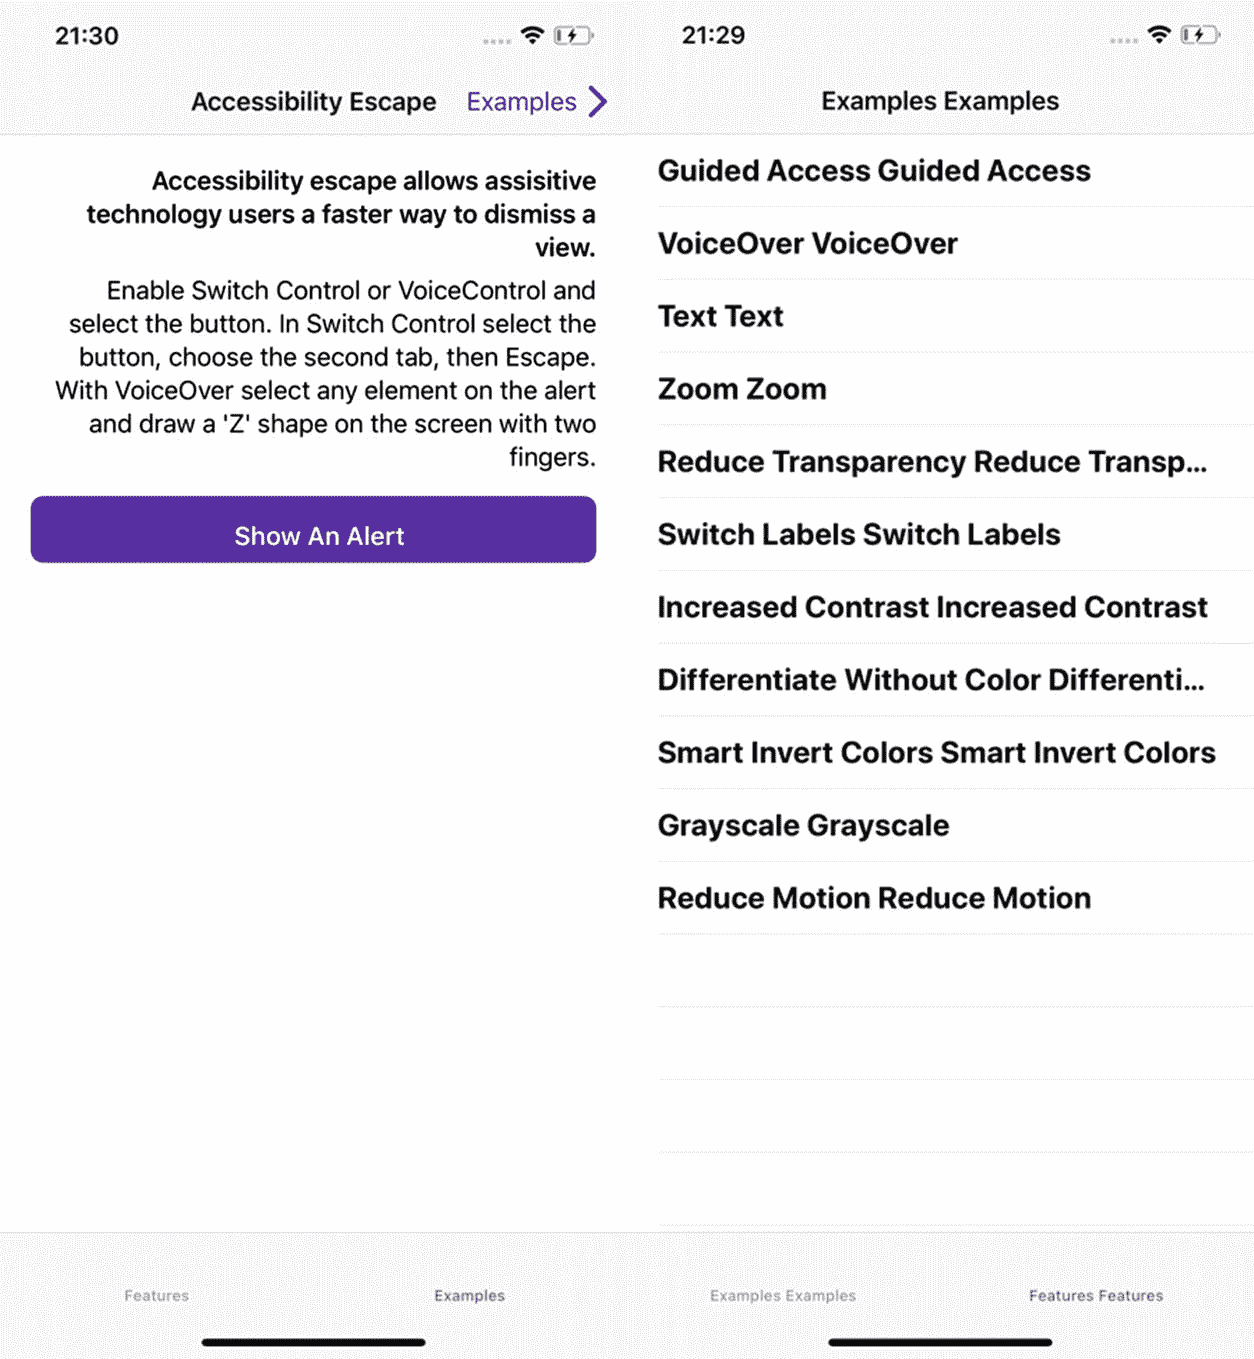 21:30
Accessibility Escape
Examples
Accessibility escape allows assisitive
technology users a faster way to dismiss a
view.
Enable Switch Control or VoiceControl and
select the button. In Switch Control select the
button, choose the second tab, then Escape.
With VoiceOver select any element on the alert
and draw a 'Z' shape on the screen with two
fingers.
Show An Alert
Features
Examples
21:29
Examples Examples
Guided Access Guided Access
VoiceOver VoiceOver
Text Text
Zoom Zoom
Reduce Transparency Reduce Transp...
Switch Labels Switch Labels
Increased Contrast Increased Contrast
Differentiate Without Color Differenti...
Smart Invert Colors Smart Invert Colors
Grayscale Grayscale
Reduce Motion Reduce Motion
Examples Examples
Features Features